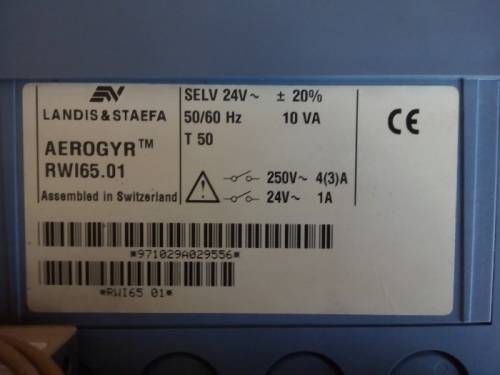 LANDIS & STAEFA
AEROGYR™
RWI65.01
Assembled in Switzerland
SELV 24V~ ± 20%
50/60 Hz 10 VA
T 50
250V~ 4(3)A
24V~ 1A
CE
*971029A029556*
*RWI65 01*